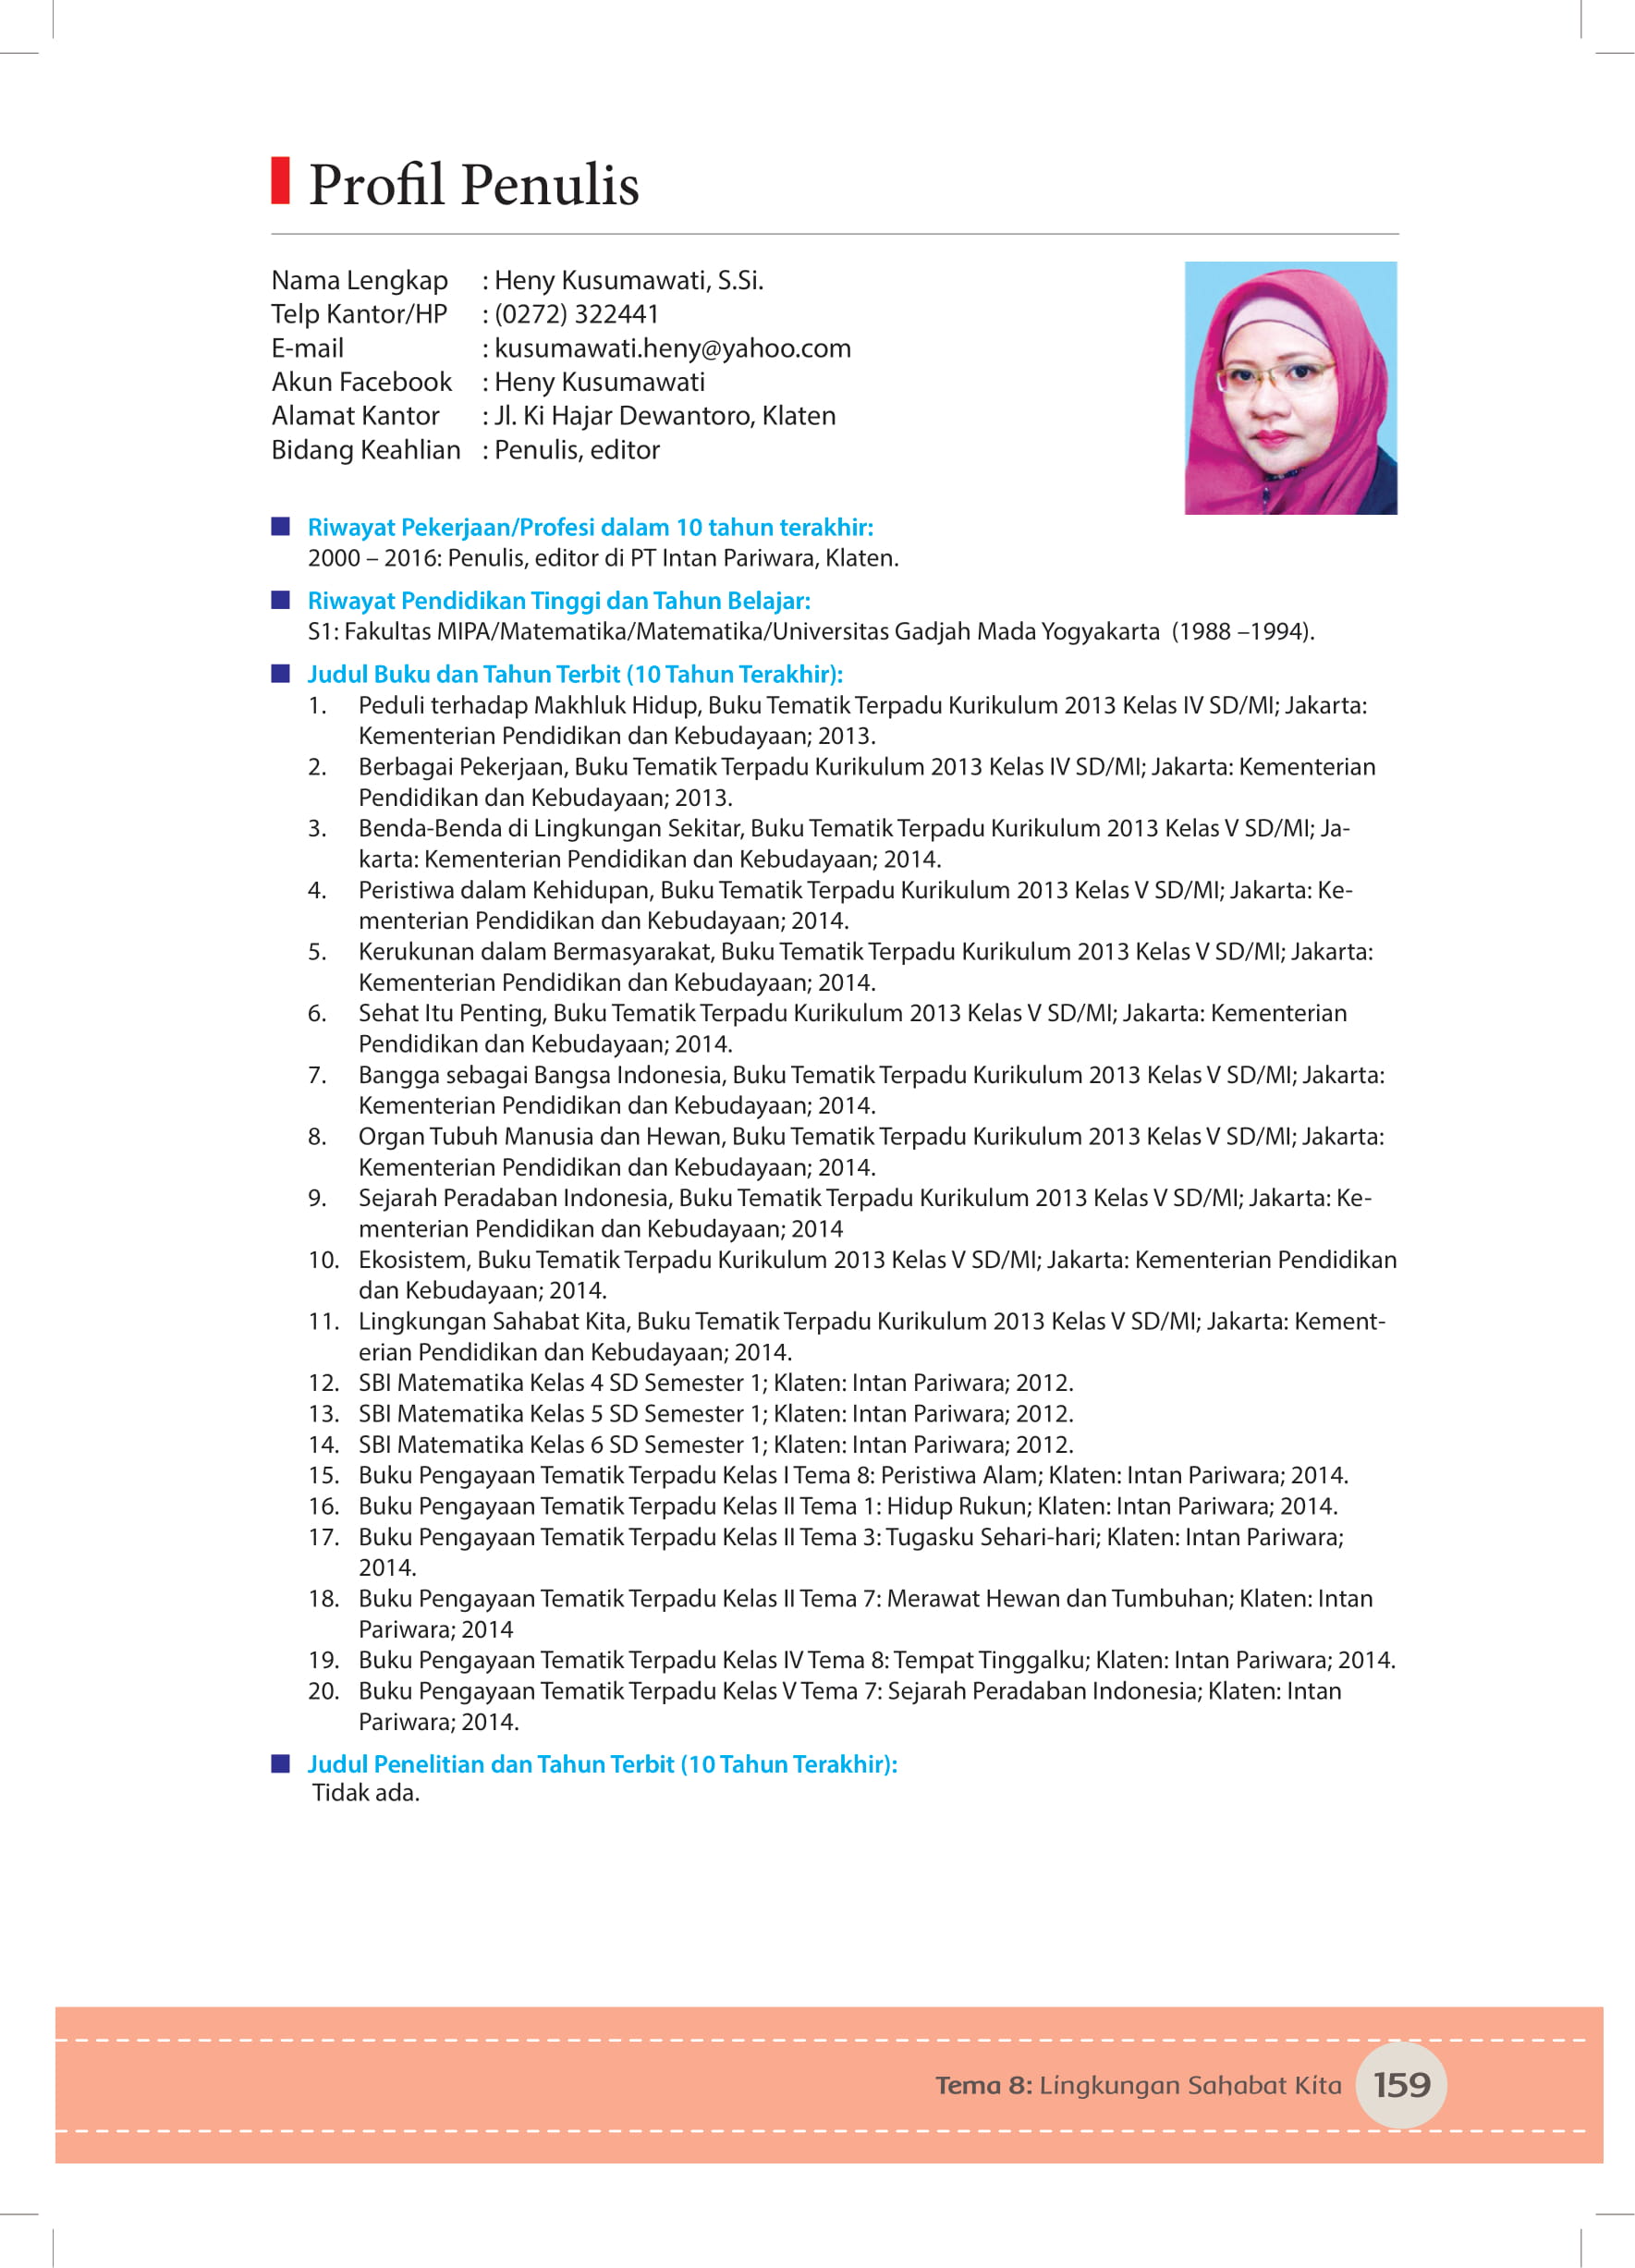 Profil Penulis
Nama Lengkap : Heny Kusumawati, S.Si.
Telp Kantor/HP : (0272) 322441
E-mail : kusumawati.heny@yahoo.com
Akun Facebook : Heny Kusumawati
Alamat Kantor : Jl. Ki Hajar Dewantoro, Klaten
Bidang Keahlian : Penulis, editor
Riwayat Pekerjaan/Profesi dalam 10 tahun terakhir:
2000 – 2016: Penulis, editor di PT Intan Pariwara, Klaten.
Riwayat Pendidikan Tinggi dan Tahun Belajar:
S1: Fakultas MIPA/Matematika/Matematika/Universitas Gadjah Mada Yogyakarta (1988 –1994).
Judul Buku dan Tahun Terbit (10 Tahun Terakhir):
1. Peduli terhadap Makhluk Hidup, Buku Tematik Terpadu Kurikulum 2013 Kelas IV SD/MI; Jakarta:
Kementerian Pendidikan dan Kebudayaan; 2013.
2. Berbagai Pekerjaan, Buku Tematik Terpadu Kurikulum 2013 Kelas IV SD/MI; Jakarta: Kementerian
Pendidikan dan Kebudayaan; 2013.
3. Benda-Benda di Lingkungan Sekitar, Buku Tematik Terpadu Kurikulum 2013 Kelas V SD/MI; Ja-
karta: Kementerian Pendidikan dan Kebudayaan; 2014.
4. Peristiwa dalam Kehidupan, Buku Tematik Terpadu Kurikulum 2013 Kelas V SD/MI; Jakarta: Ke-
menterian Pendidikan dan Kebudayaan; 2014.
5. Kerukunan dalam Bermasyarakat, Buku Tematik Terpadu Kurikulum 2013 Kelas V SD/MI; Jakarta:
Kementerian Pendidikan dan Kebudayaan; 2014.
6. Sehat Itu Penting, Buku Tematik Terpadu Kurikulum 2013 Kelas V SD/MI; Jakarta: Kementerian
Pendidikan dan Kebudayaan; 2014.
7. Bangga sebagai Bangsa Indonesia, Buku Tematik Terpadu Kurikulum 2013 Kelas V SD/MI; Jakarta:
Kementerian Pendidikan dan Kebudayaan; 2014.
8. Organ Tubuh Manusia dan Hewan, Buku Tematik Terpadu Kurikulum 2013 Kelas V SD/MI; Jakarta:
Kementerian Pendidikan dan Kebudayaan; 2014.
9. Sejarah Peradaban Indonesia, Buku Tematik Terpadu Kurikulum 2013 Kelas V SD/MI; Jakarta: Ke-
menterian Pendidikan dan Kebudayaan; 2014
10. Ekosistem, Buku Tematik Terpadu Kurikulum 2013 Kelas V SD/MI; Jakarta: Kementerian Pendidikan
dan Kebudayaan; 2014.
11. Lingkungan Sahabat Kita, Buku Tematik Terpadu Kurikulum 2013 Kelas V SD/MI; Jakarta: Kement-
erian Pendidikan dan Kebudayaan; 2014.
12. SBI Matematika Kelas 4 SD Semester 1; Klaten: Intan Pariwara; 2012.
13. SBI Matematika Kelas 5 SD Semester 1; Klaten: Intan Pariwara; 2012.
14. SBI Matematika Kelas 6 SD Semester 1; Klaten: Intan Pariwara; 2012.
15. Buku Pengayaan Tematik Terpadu Kelas I Tema 8: Peristiwa Alam; Klaten: Intan Pariwara; 2014.
16. Buku Pengayaan Tematik Terpadu Kelas II Tema 1: Hidup Rukun; Klaten: Intan Pariwara; 2014.
17. Buku Pengayaan Tematik Terpadu Kelas II Tema 3: Tugasku Sehari-hari; Klaten: Intan Pariwara;
2014.
18. Buku Pengayaan Tematik Terpadu Kelas II Tema 7: Merawat Hewan dan Tumbuhan; Klaten: Intan
Pariwara; 2014
19. Buku Pengayaan Tematik Terpadu Kelas IV Tema 8: Tempat Tinggalku; Klaten: Intan Pariwara; 2014.
20. Buku Pengayaan Tematik Terpadu Kelas V Tema 7: Sejarah Peradaban Indonesia; Klaten: Intan
Pariwara; 2014.
Judul Penelitian dan Tahun Terbit (10 Tahun Terakhir):
Tidak ada.
Tema 8: Lingkungan Sahabat Kita 159